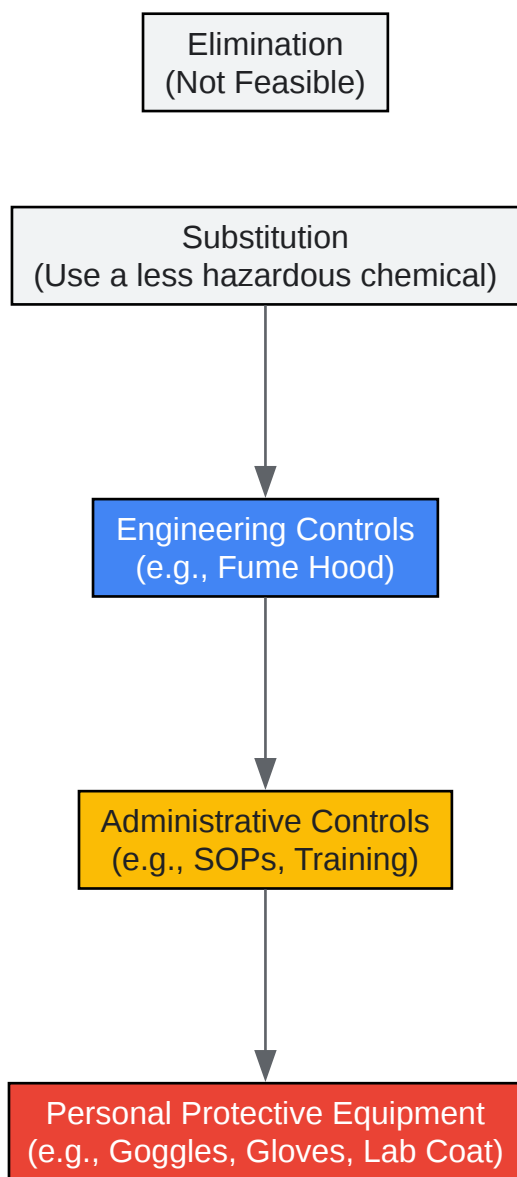 Elimination
(Not Feasible)
Substitution
(Use a less hazardous chemical)
Engineering Controls
(e.g., Fume Hood)
Administrative Controls
(e.g., SOPs, Training)
Personal Protective Equipment
(e.g., Goggles, Gloves, Lab Coat)